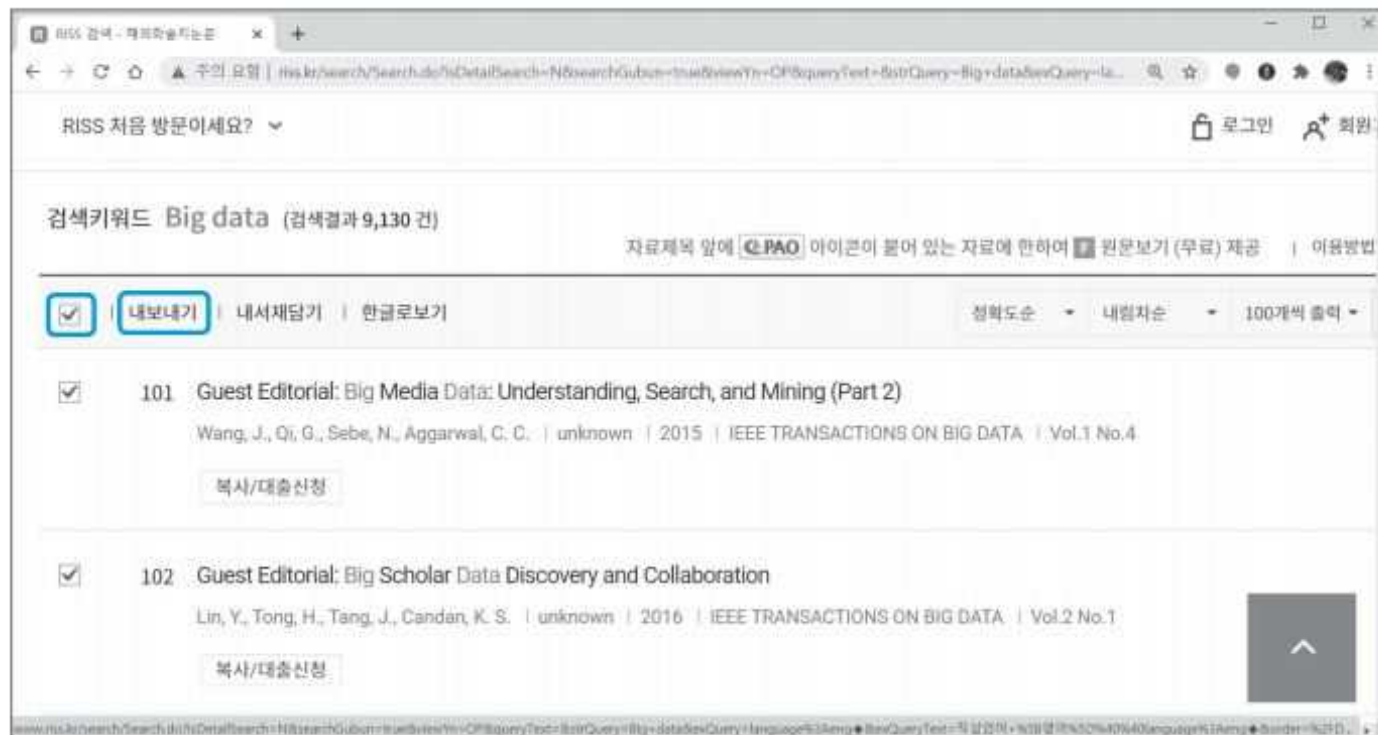 RISS 검색 - 해외학술지논문
주의 요함 | riss.kr/search/Search.do?isDetailSearch=N&searchGubun=true&viewYn=OP&queryText=&strQuery=Big+data&exQuery=la...
RISS 처음 방문이세요?
로그인 회원
검색키워드 Big data (검색결과 9,130 건)
자료제목 앞에 PAO 아이콘이 붙어 있는 자료에 한하여 F 원문보기 (무료) 제공 | 이용방법
| 내보내기 | 내서재담기 | 한글로보기 정확도순 내림차순 100개씩 출력
101 Guest Editorial: Big Media Data: Understanding, Search, and Mining (Part 2)
Wang, J., Qi, G., Sebe, N., Aggarwal, C. C. | unknown | 2015 | IEEE TRANSACTIONS ON BIG DATA | Vol.1 No.4
복사/대출신청
102 Guest Editorial: Big Scholar Data Discovery and Collaboration
Lin, Y., Tong, H., Tang, J., Candan, K. S. | unknown | 2016 | IEEE TRANSACTIONS ON BIG DATA | Vol.2 No.1
복사/대출신청